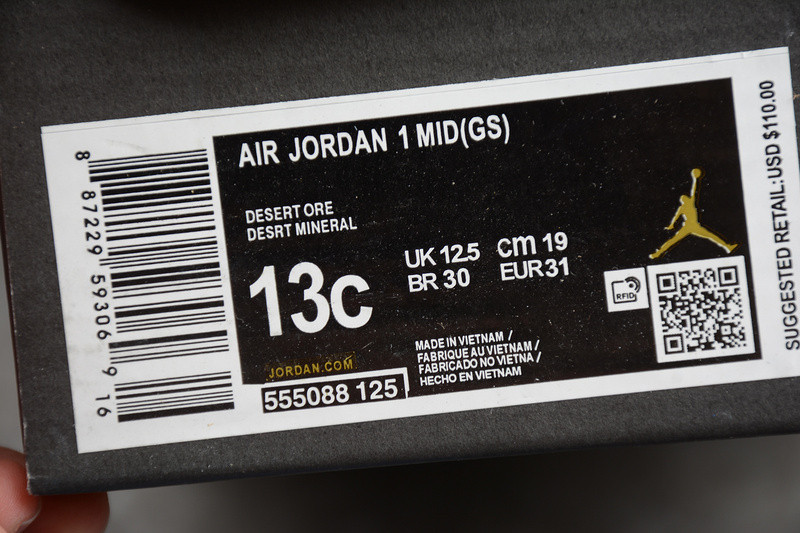 AIR JORDAN 1 MID(GS)
DESERT ORE
DESRT MINERAL
13C
UK 12.5 cm 19
BR 30 EUR 31
RFID
JORDAN.COM
555088 125
MADE IN VIETNAM /
FABRIQUE AU VIETNAM /
FABRICADO NO VIETNA /
HECHO EN VIETNAM
8 87229 59306 9 16
SUGGESTED RETAIL: USD $110.00